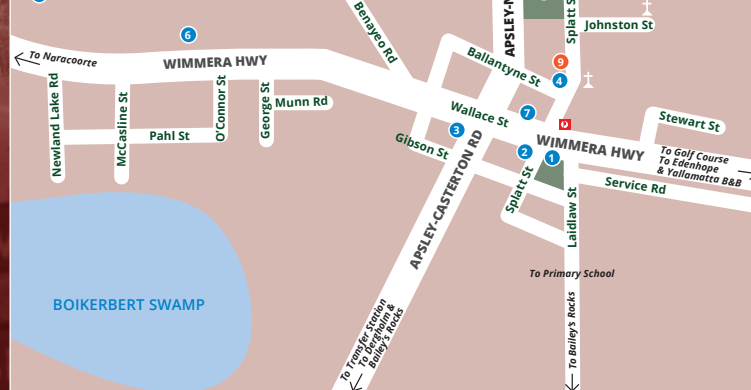 Splatt S
Johnston St
APSLEY-N
Benayeo Rd
6
To Naracoorte
WIMMERA HWY
9
4
Ballantyne St
Newland Lake Rd
McCasline St
O'Connor St
George St
Munn Rd
Pahl St
Wallace St
7
3
Stewart St
Gibson St
WIMMERA HWY
2
1
To Golf Course
To Edenhope
& Yallamatta B&B
Service Rd
Splatt St
Laidlaw St
APSLEY-CASTERTON RD
To Primary School
BOIKERBERT SWAMP
To Transfer Station
To Dergholm &
Bailey's Rocks
To Bailey's Rocks